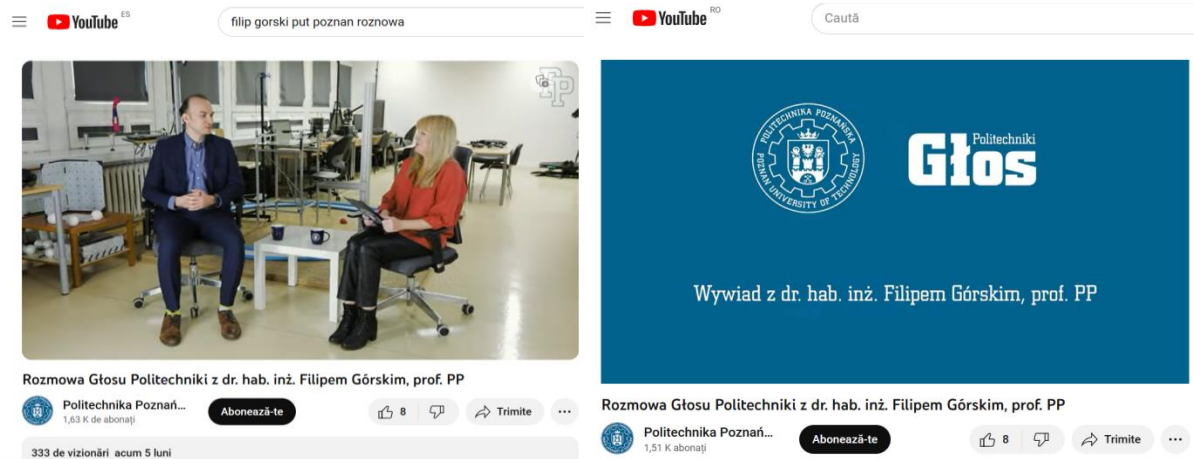 YouTube ES
filip gorski put poznan roznowa
FP
Rozmowa Głosu Politechniki z dr. hab. inż. Filipem Górskim, prof. PP
Politechnika Poznań...
1,63 K de abonați
Abonează-te
8
Trimite
333 de vizionări acum 5 luni
YouTube RO
Caută
POLITECHNIKA POZNAŃSKA
POZNAN UNIVERSITY OF TECHNOLOGY
Politechniki
Głos
Wywiad z dr. hab. inż. Filipem Górskim, prof. PP
Rozmowa Głosu Politechniki z dr. hab. inż. Filipem Górskim, prof. PP
Politechnika Poznań...
1,51 K abonați
Abonează-te
8
Trimite